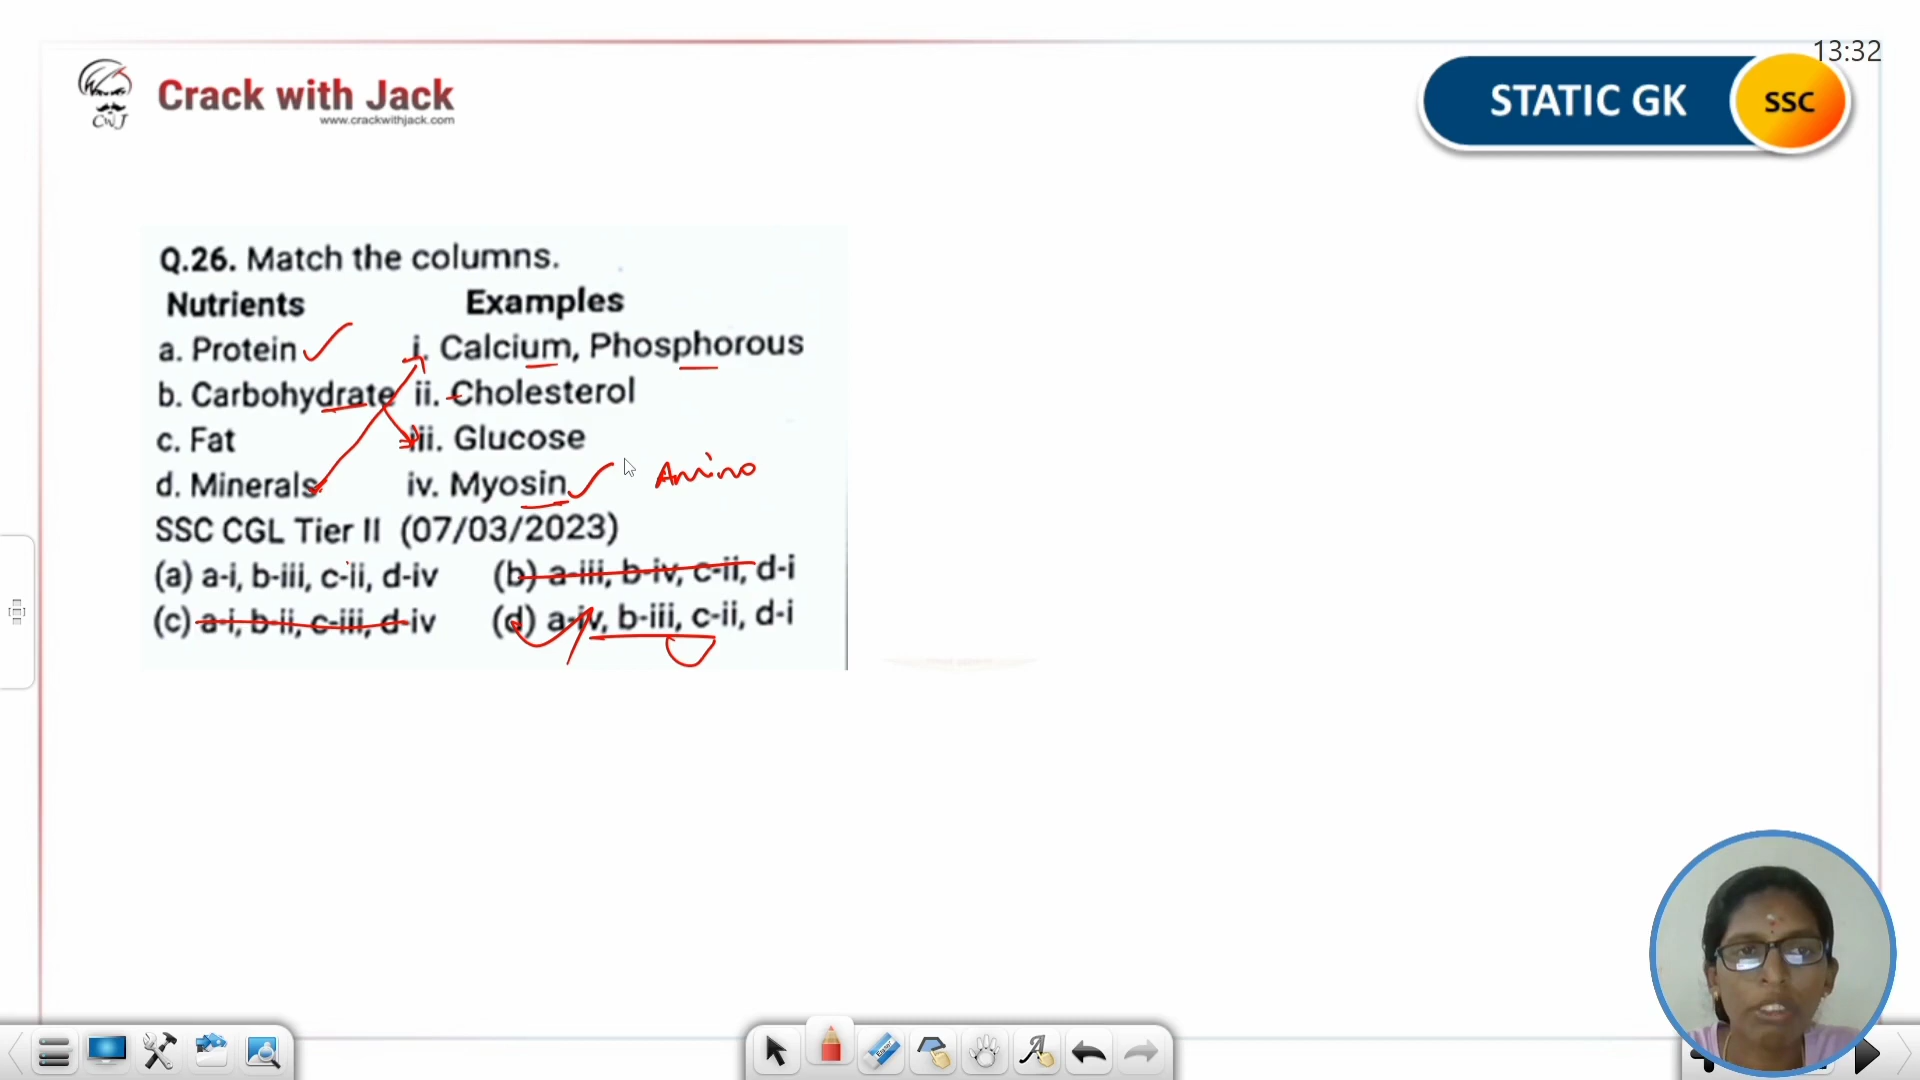 13:32
Crack with Jack
www.crackwithjack.com
CWJ
STATIC GK
SSC
Q.26. Match the columns.
Nutrients Examples
a. Protein i. Calcium, Phosphorous
b. Carbohydrate ii. Cholesterol
c. Fat iii. Glucose
d. Minerals iv. Myosin
Amino
SSC CGL Tier II (07/03/2023)
(a) a-i, b-iii, c-ii, d-iv (b) a-iii, b-iv, c-ii, d-i
(c) a-i, b-ii, c-iii, d-iv (d) a-iv, b-iii, c-ii, d-i
Eraser
A